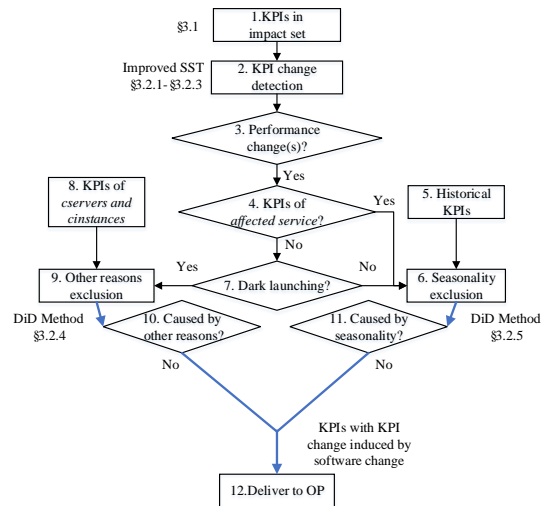 §3.1
1.KPIs in
impact set
Improved SST
§3.2.1- §3.2.3
2. KPI change
detection
3. Performance
change(s)?
Yes
8. KPIs of
cservers and
cinstances
4. KPIs of
affected service?
Yes
5. Historical
KPIs
No
Yes
No
9. Other reasons
exclusion
7. Dark launching?
6. Seasonality
exclusion
DiD Method
§3.2.4
10. Caused by
other reasons?
11. Caused by
seasonality?
DiD Method
§3.2.5
No
No
KPIs with KPI
change induced by
software change
12.Deliver to OP